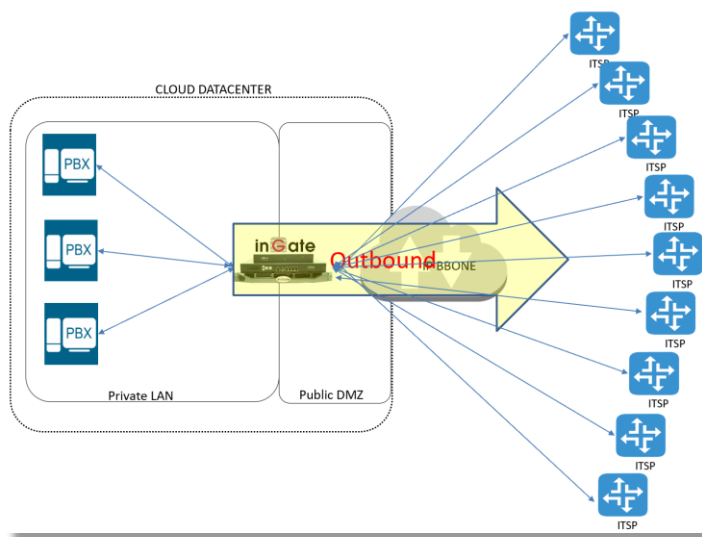 CLOUD DATACENTER
PBX
PBX
PBX
inGate
Outbound
BBONE
Private LAN
Public DMZ
ITSP
ITSP
ITSP
ITSP
ITSP
ITSP
ITSP
ITSP
ITSP